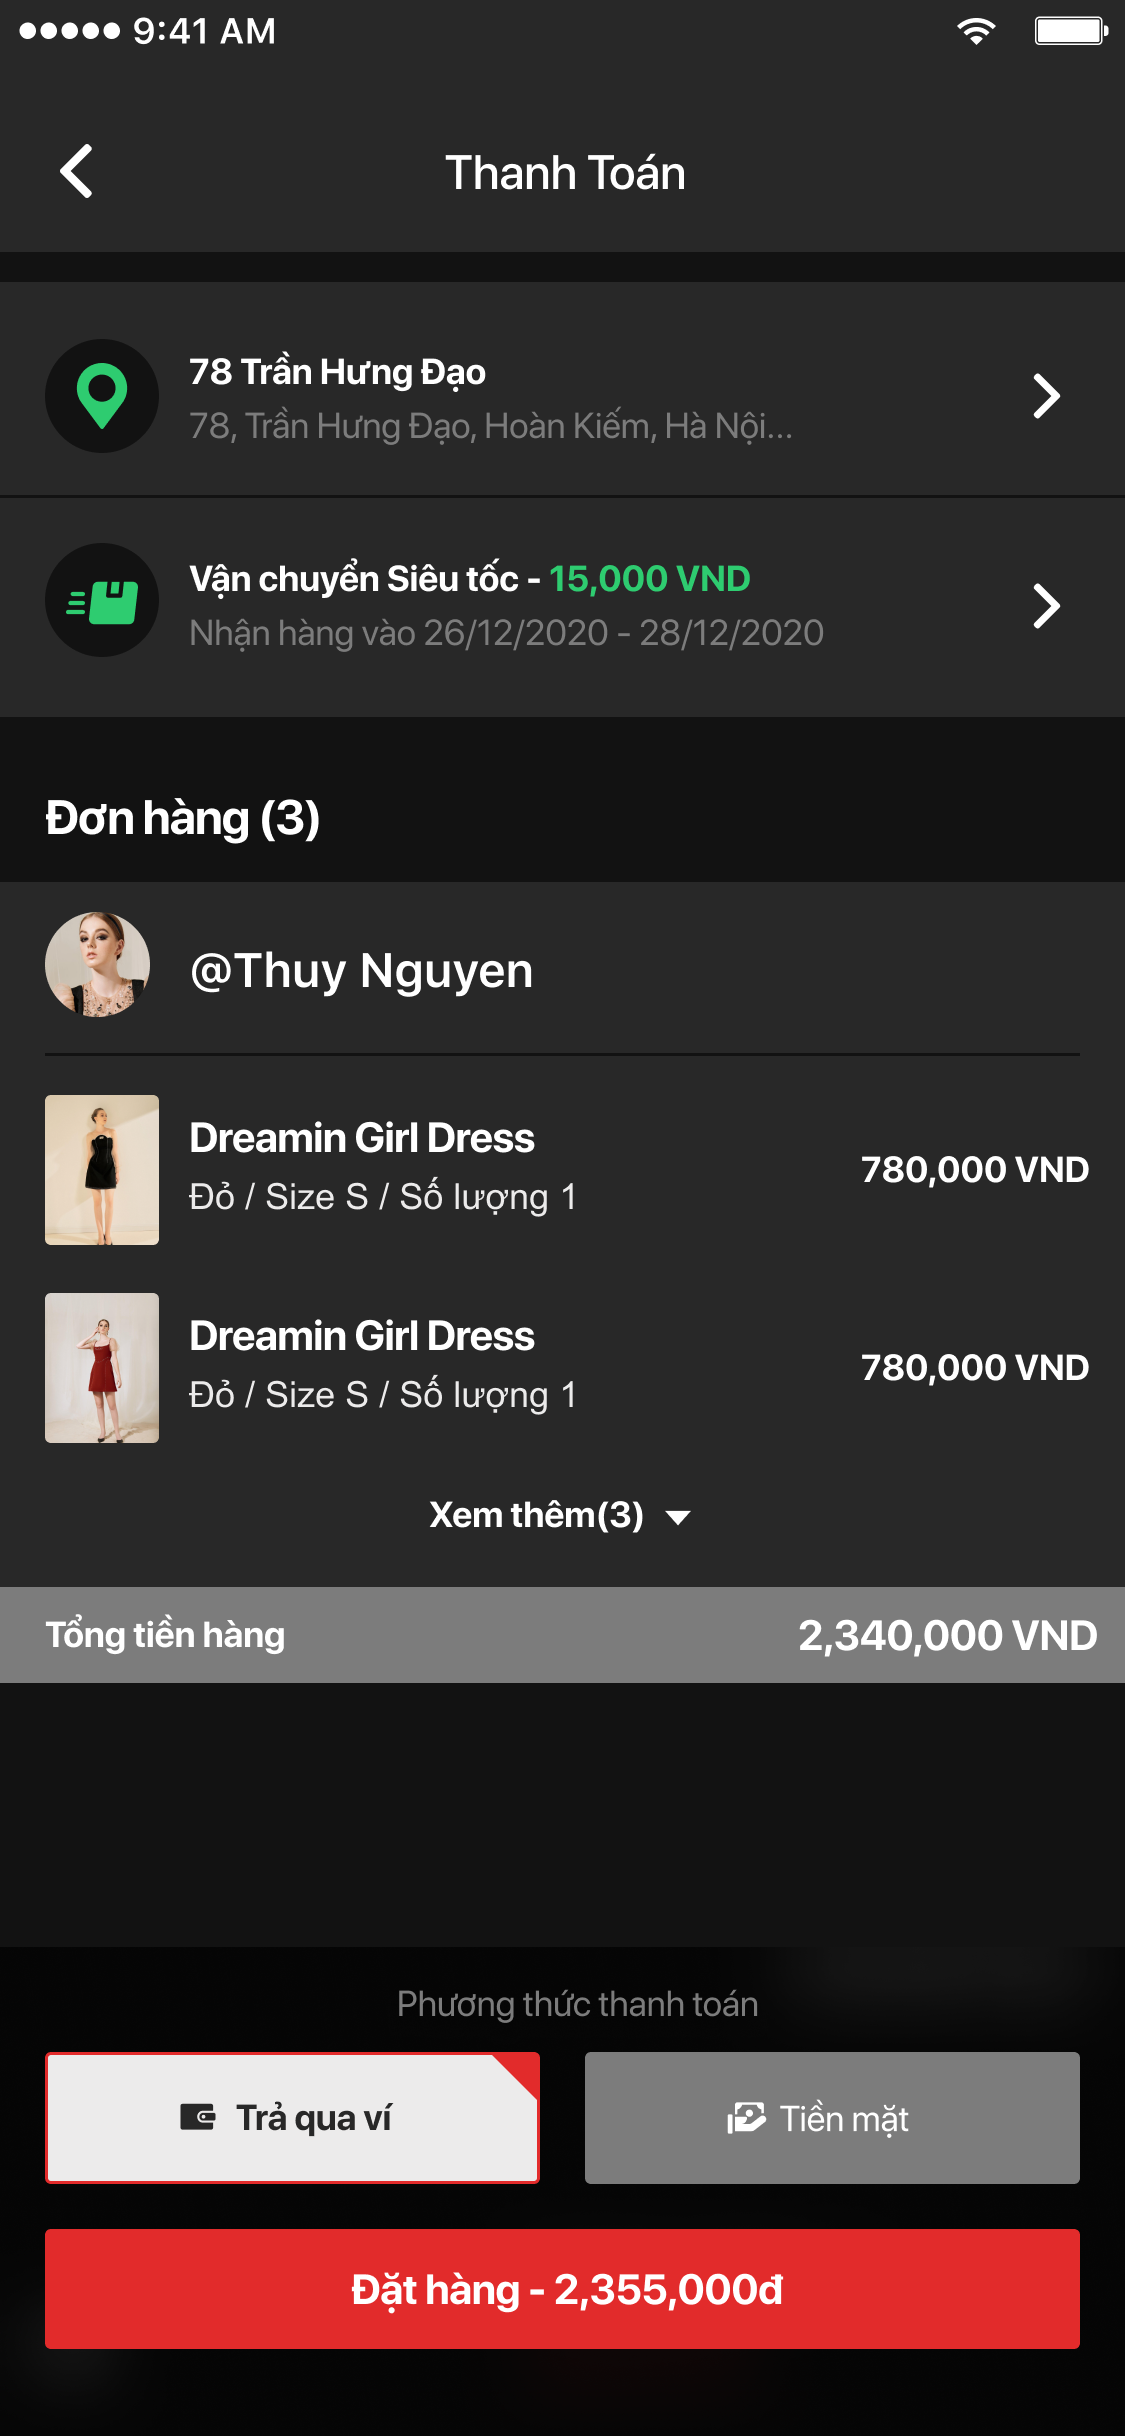 9:41 AM
Thanh Toán
78 Trần Hưng Đạo
78, Trần Hưng Đạo, Hoàn Kiếm, Hà Nội...
Vận chuyển Siêu tốc - 15,000 VND
Nhận hàng vào 26/12/2020 - 28/12/2020
Đơn hàng (3)
@Thuy Nguyen
Dreamin Girl Dress
Đỏ / Size S / Số lượng 1
780,000 VND
Dreamin Girl Dress
Đỏ / Size S / Số lượng 1
780,000 VND
Xem thêm(3)
Tổng tiền hàng
2,340,000 VND
Phương thức thanh toán
Trả qua ví
Tiền mặt
Đặt hàng - 2,355,000đ